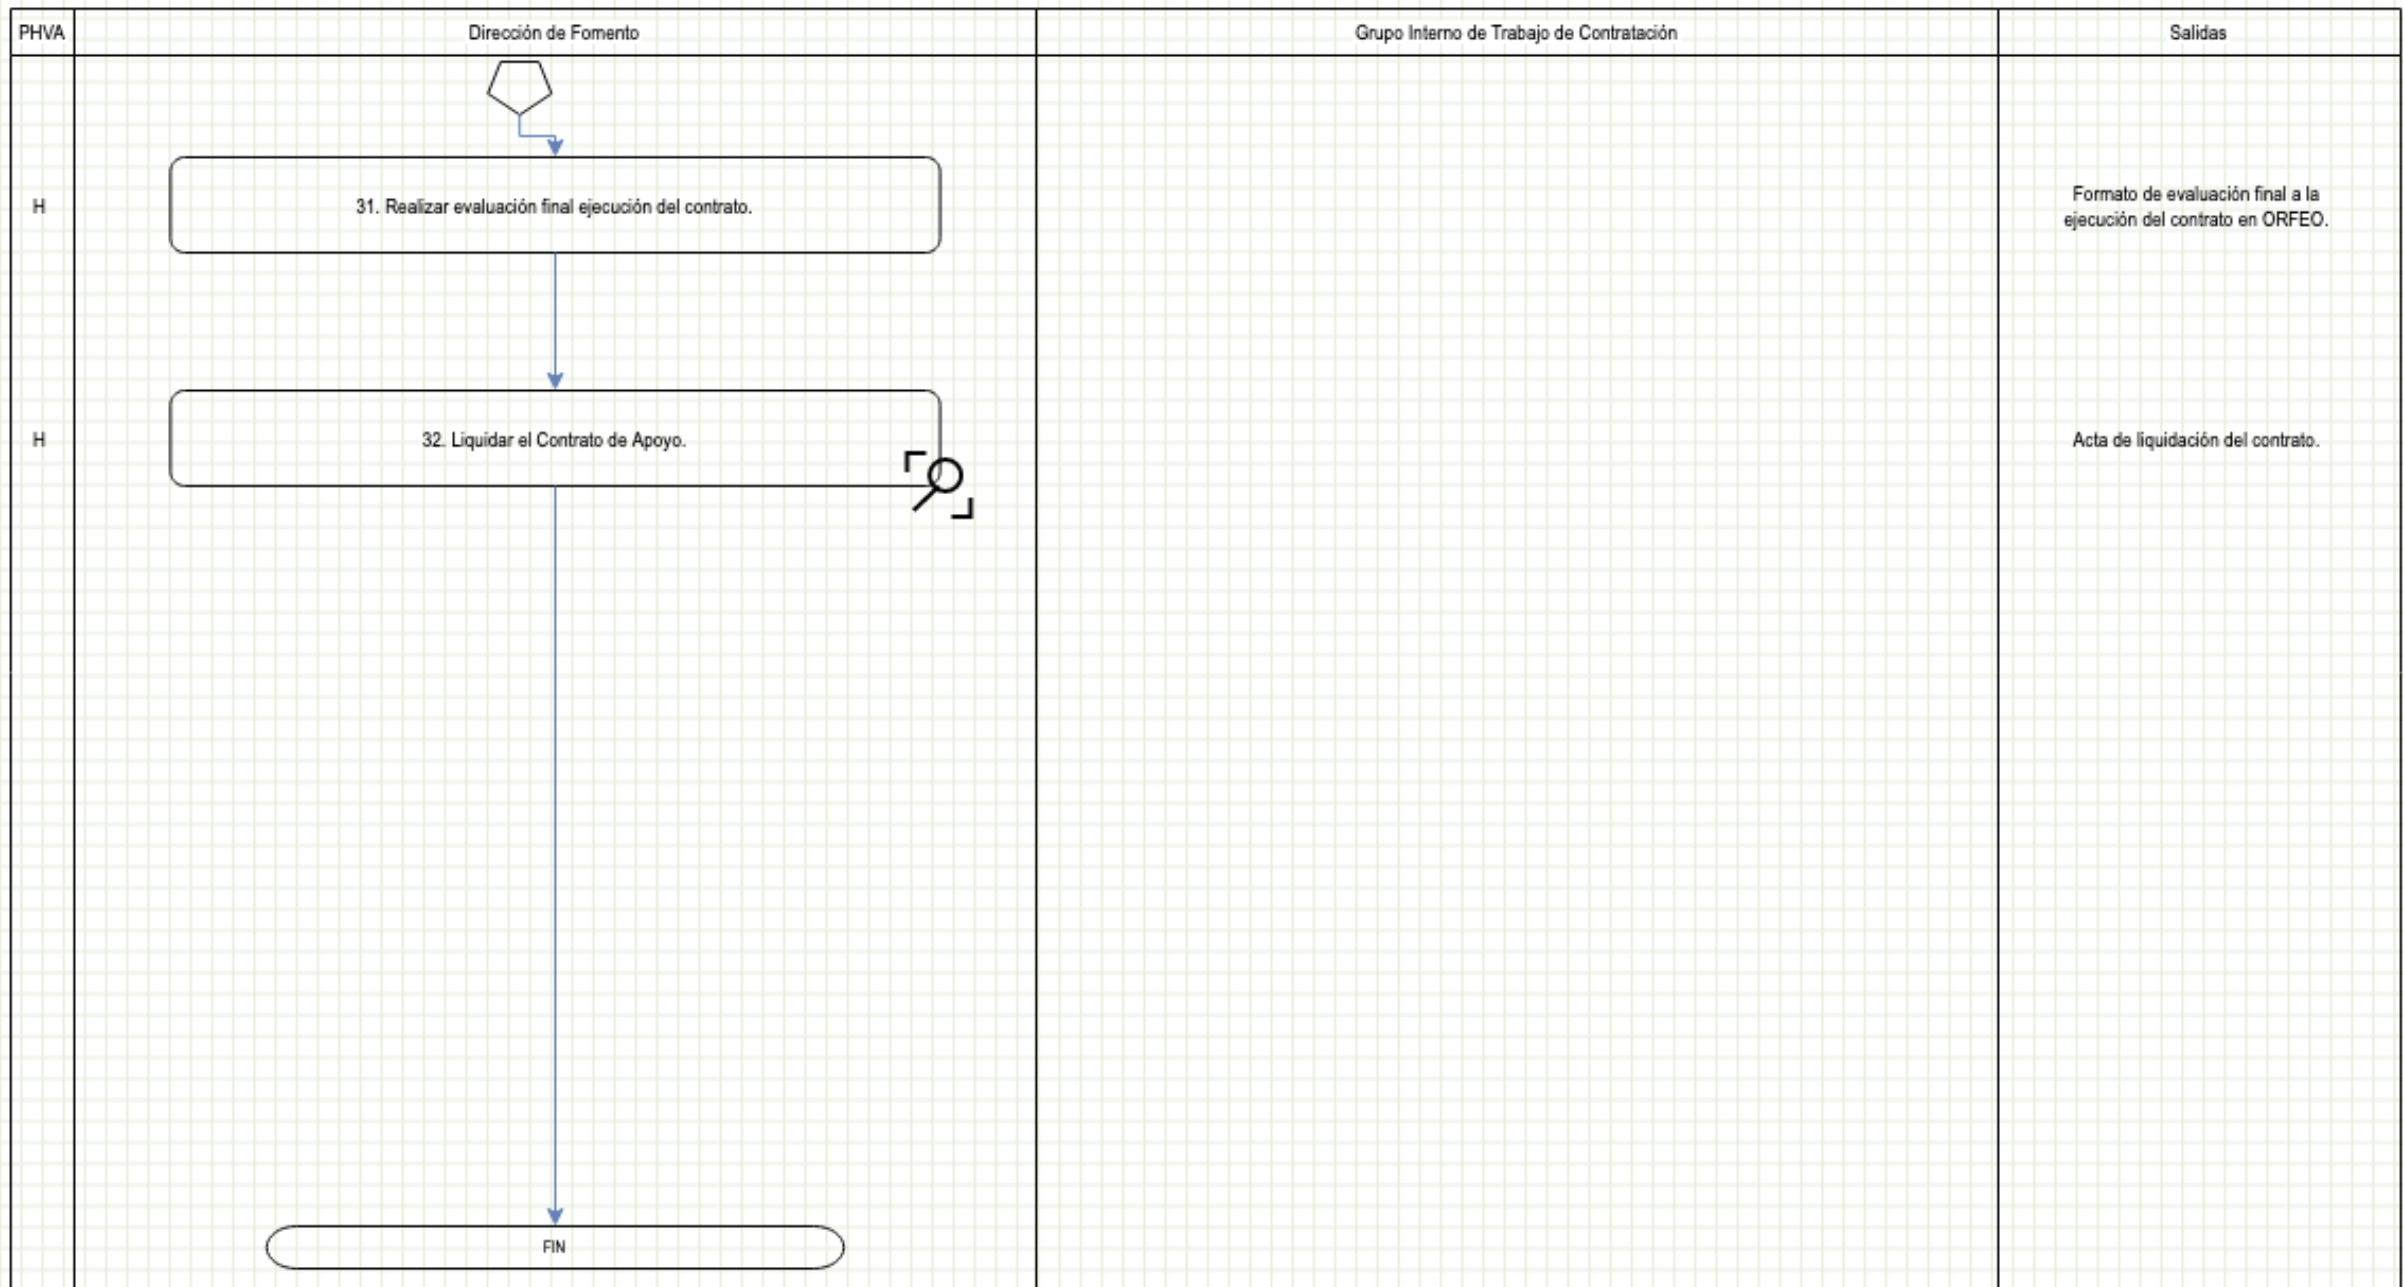 PHVA
Dirección de Fomento
Grupo Interno de Trabajo de Contratación
Salidas
H
31. Realizar evaluación final ejecución del contrato.
Formato de evaluación final a la
ejecución del contrato en ORFEO.
H
32. Liquidar el Contrato de Apoyo.
Acta de liquidación del contrato.
FIN